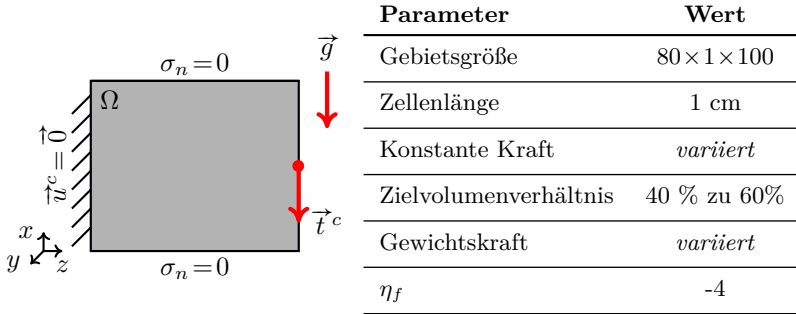 σₙ = 0
g⃗
Ω
u⃗ᶜ = 0⃗
t⃗ ᶜ
x
y
z
σₙ = 0
Parameter Wert
Gebietsgröße 80×1×100
Zellenlänge 1 cm
Konstante Kraft variiert
Zielvolumenverhältnis 40 % zu 60%
Gewichtskraft variiert
η_f -4